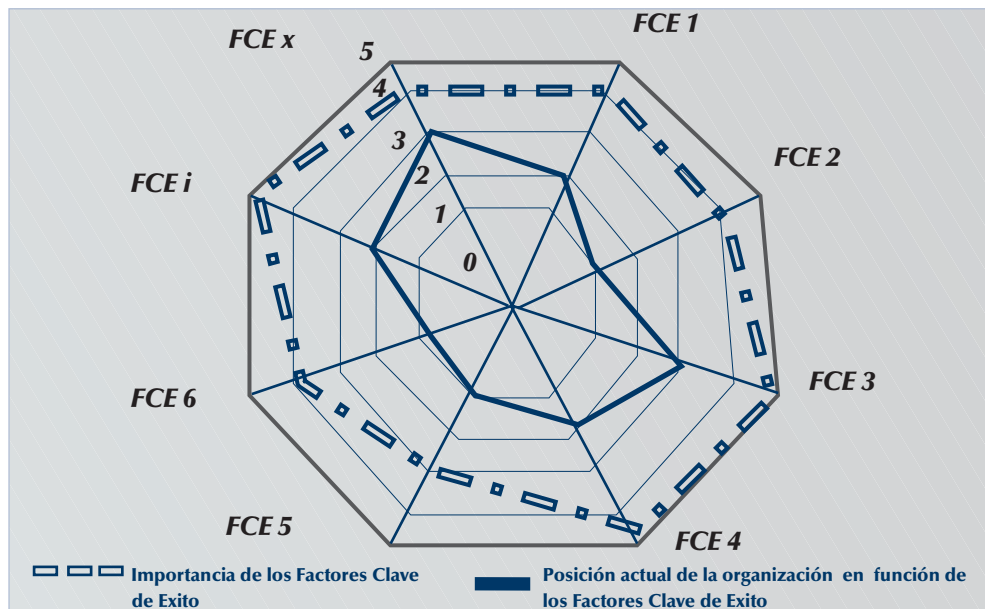 FCE x
5
FCE 1
4
3
FCE 2
FCE i
2
1
0
FCE 3
FCE 6
FCE 5
FCE 4
Importancia de los Factores Clave
de Exito
Posición actual de la organización en función de
los Factores Clave de Exito